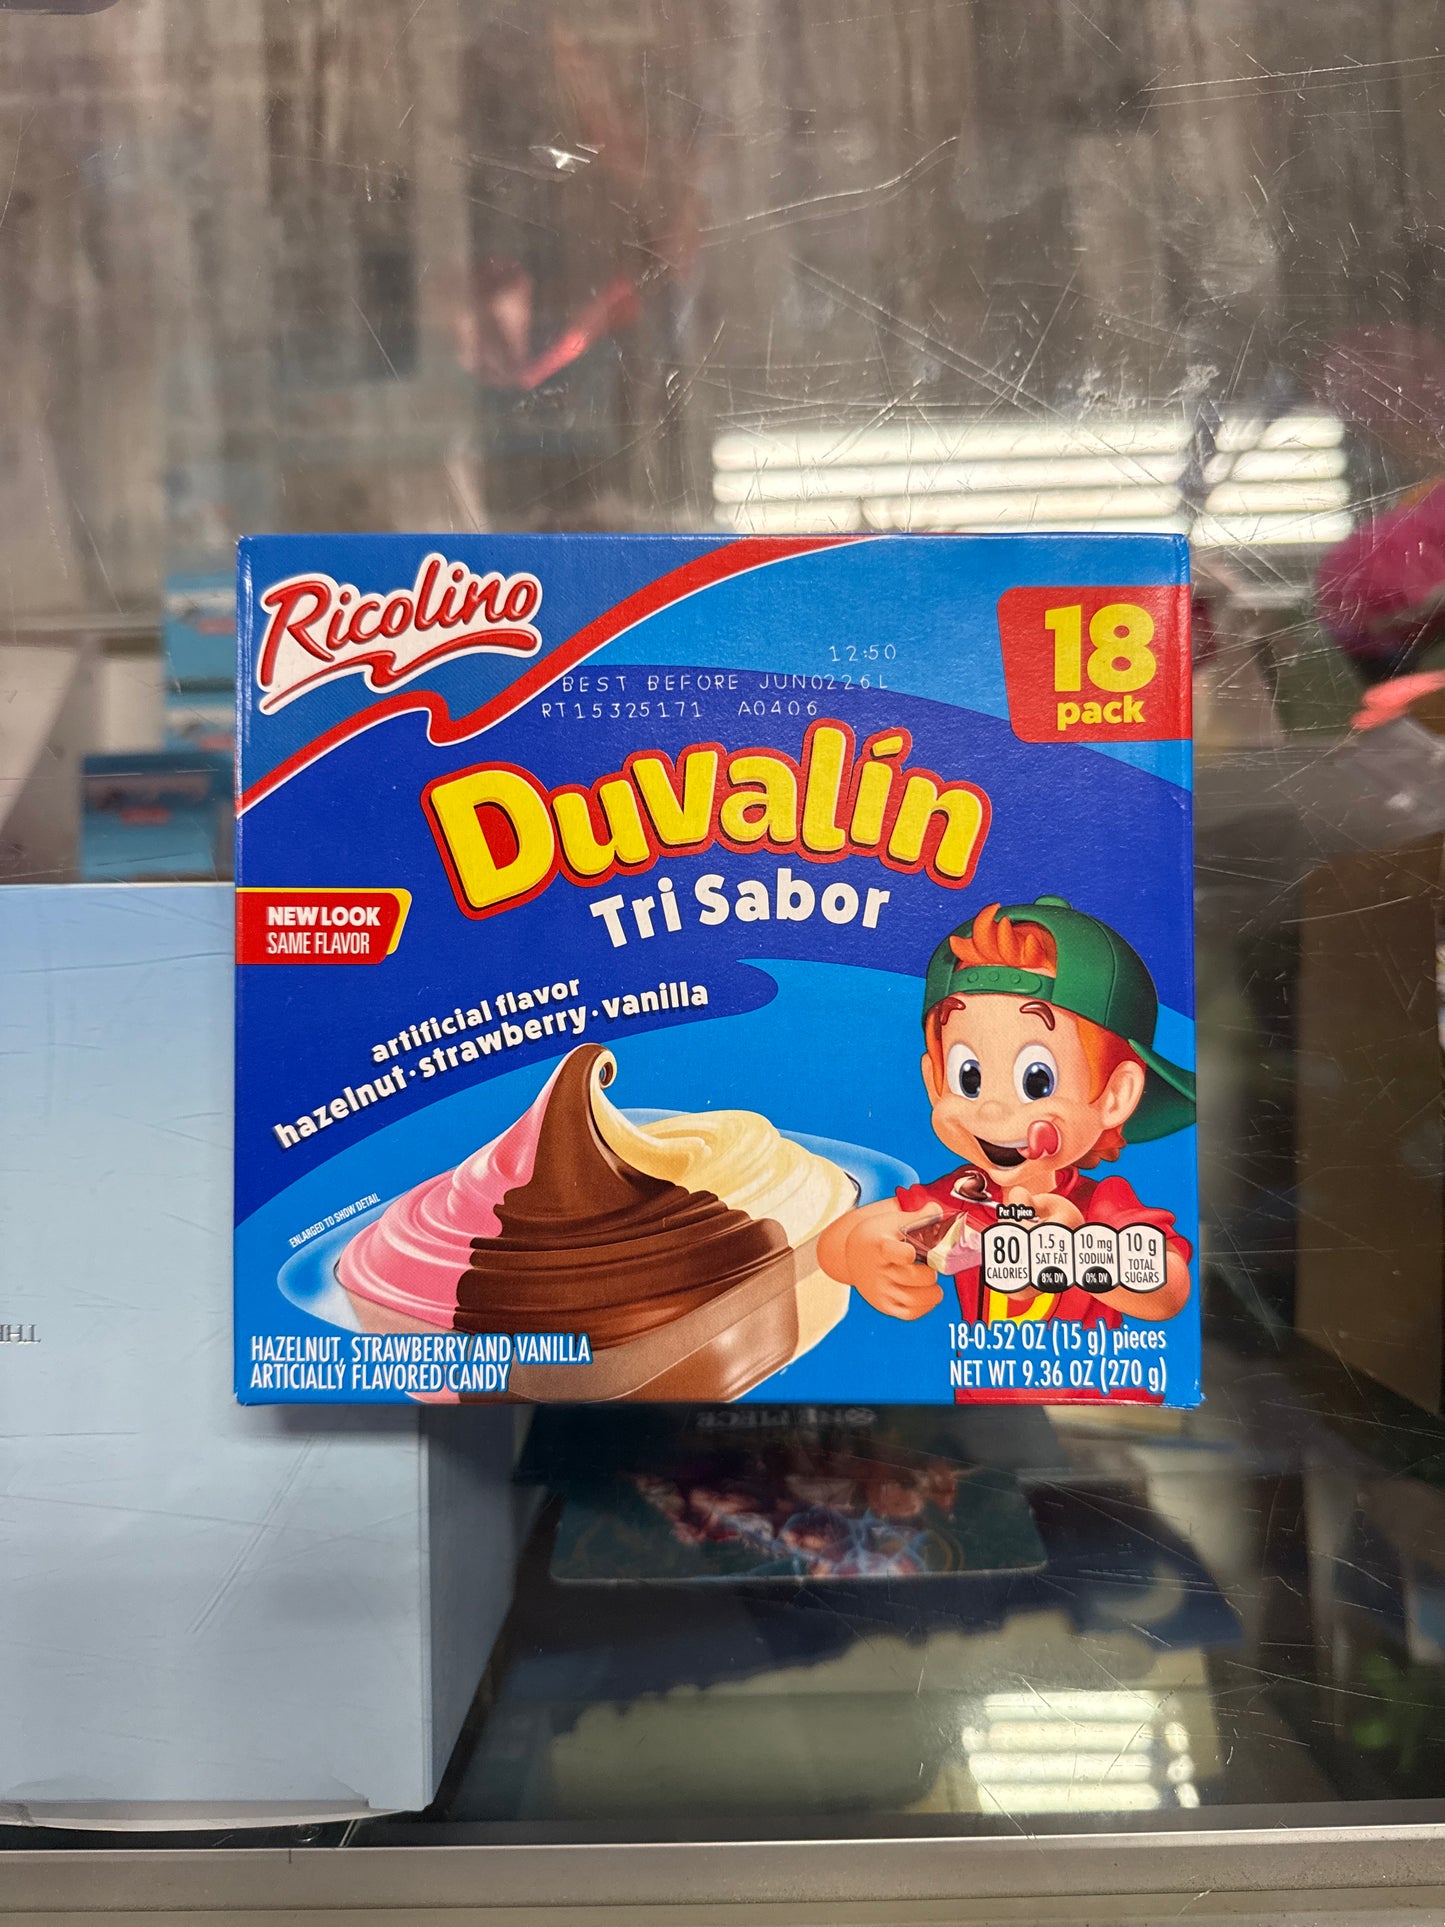 Ricolino
18
pack
12:50
BEST BEFORE JUN0226L
RT15325171 A0406
Duvalín
Tri Sabor
NEW LOOK
SAME FLAVOR
artificial flavor
hazelnut·strawberry·vanilla
ENLARGED TO SHOW DETAIL
Per 1 piece
80
CALORIES
1.5 g
SAT FAT
8% DV
10 mg
SODIUM
0% DV
10 g
TOTAL
SUGARS
HAZELNUT, STRAWBERRY AND VANILLA
ARTICIALLY FLAVORED CANDY
18-0.52 OZ (15 g) pieces
NET WT 9.36 OZ (270 g)